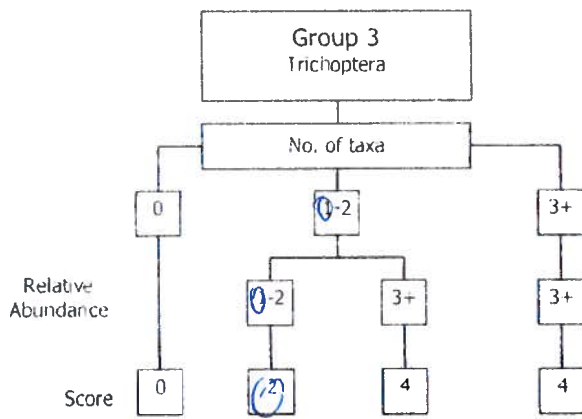 Group 3
Trichoptera
No. of taxa
0
1-2
3+
Relative
Abundance
1-2
3+
3+
Score
0
2
4
4